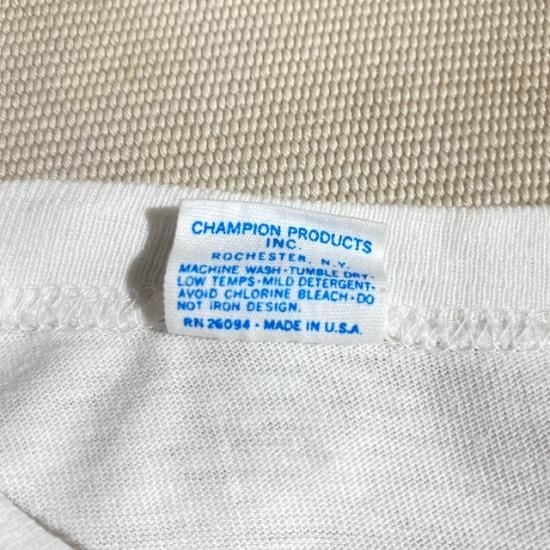 CHAMPION PRODUCTS
INC.
ROCHESTER, N.Y.
MACHINE WASH · TUMBLE DRY ·
LOW TEMPS · MILD DETERGENT ·
AVOID CHLORINE BLEACH · DO
NOT IRON DESIGN.
RN 26094 · MADE IN U.S.A.